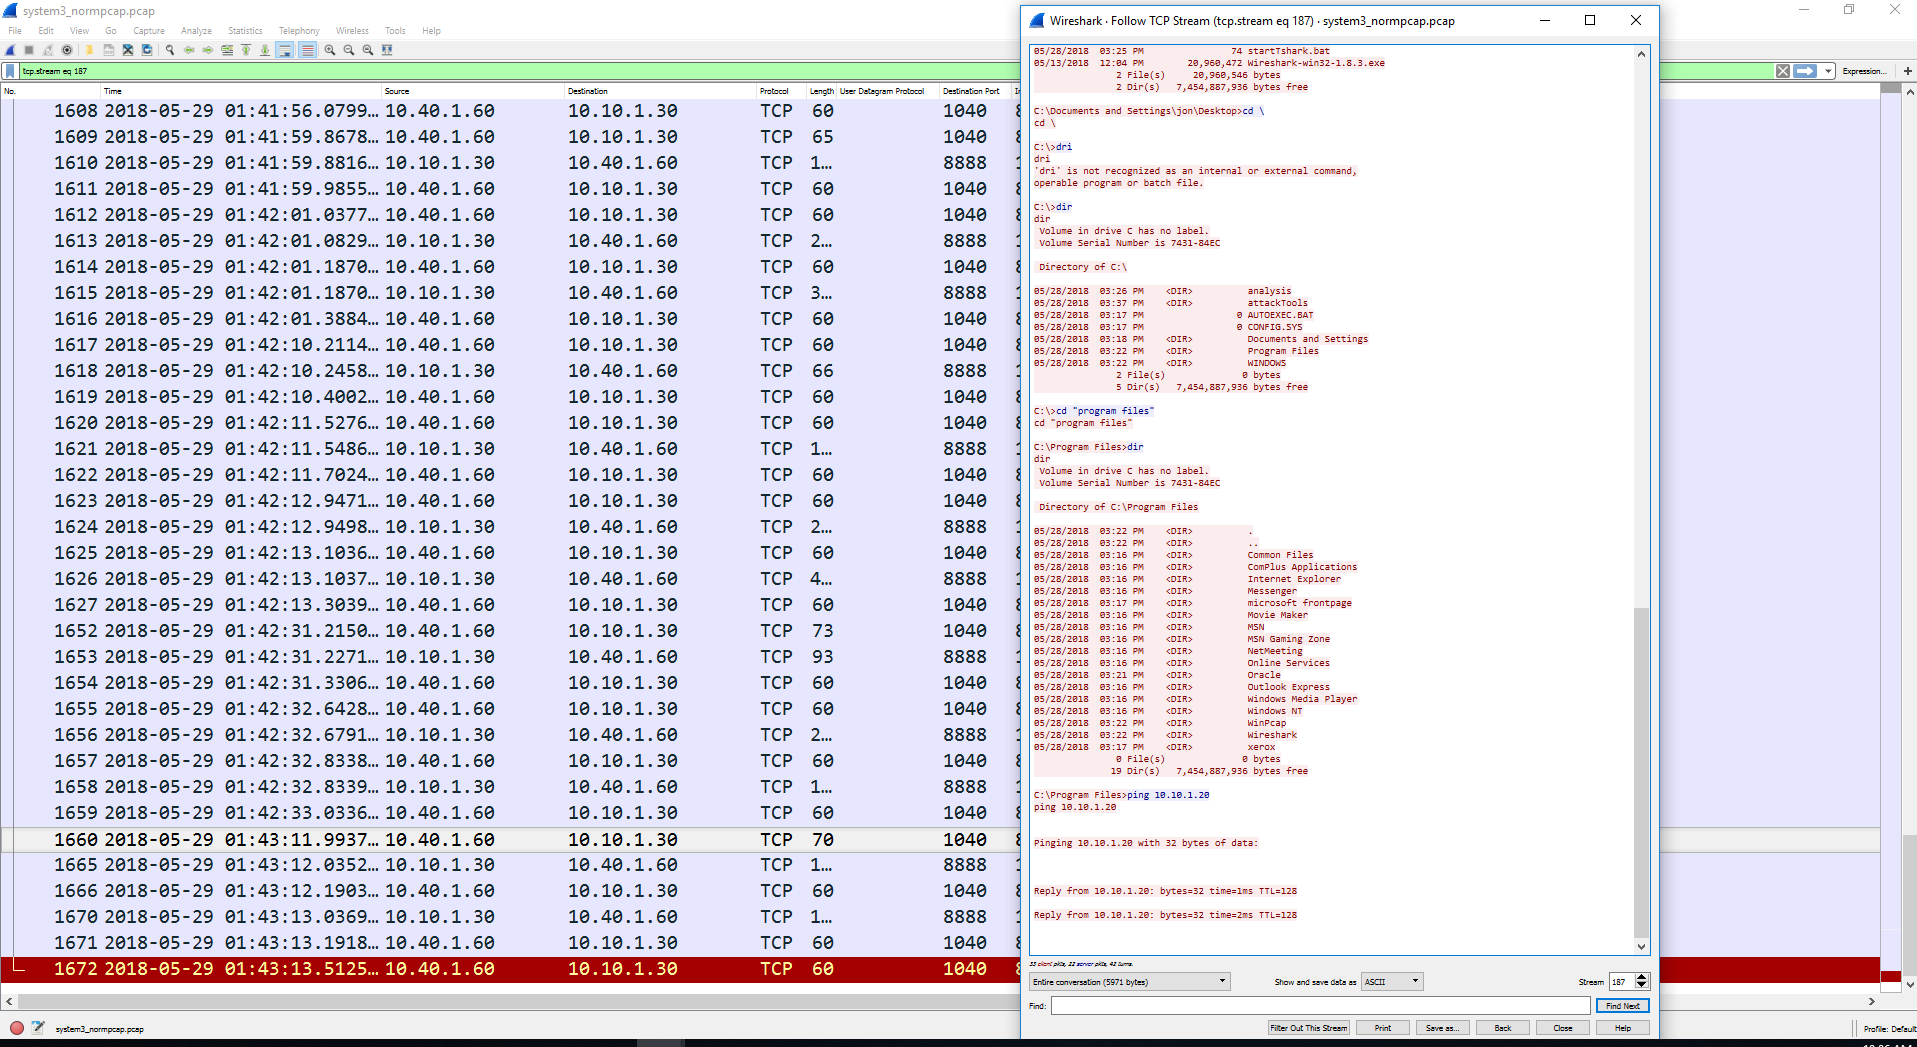 system3_normpcap.pcap
File Edit View Go Capture Analyze Statistics Telephony Wireless Tools Help
tcp.stream eq 187
Expression...
No. Time Source Destination Protocol Length User Datagram Protocol Destination Port
1608 2018-05-29 01:41:56.0799… 10.40.1.60 10.10.1.30 TCP 60 1040
1609 2018-05-29 01:41:59.8678… 10.40.1.60 10.10.1.30 TCP 65 1040
1610 2018-05-29 01:41:59.8816… 10.10.1.30 10.40.1.60 TCP 1… 8888
1611 2018-05-29 01:41:59.9855… 10.40.1.60 10.10.1.30 TCP 60 1040
1612 2018-05-29 01:42:01.0377… 10.40.1.60 10.10.1.30 TCP 60 1040
1613 2018-05-29 01:42:01.0829… 10.10.1.30 10.40.1.60 TCP 2… 8888
1614 2018-05-29 01:42:01.1870… 10.40.1.60 10.10.1.30 TCP 60 1040
1615 2018-05-29 01:42:01.1870… 10.10.1.30 10.40.1.60 TCP 3… 8888
1616 2018-05-29 01:42:01.3884… 10.40.1.60 10.10.1.30 TCP 60 1040
1617 2018-05-29 01:42:10.2114… 10.40.1.60 10.10.1.30 TCP 60 1040
1618 2018-05-29 01:42:10.2458… 10.10.1.30 10.40.1.60 TCP 66 8888
1619 2018-05-29 01:42:10.4002… 10.40.1.60 10.10.1.30 TCP 60 1040
1620 2018-05-29 01:42:11.5276… 10.40.1.60 10.10.1.30 TCP 60 1040
1621 2018-05-29 01:42:11.5486… 10.10.1.30 10.40.1.60 TCP 1… 8888
1622 2018-05-29 01:42:11.7024… 10.40.1.60 10.10.1.30 TCP 60 1040
1623 2018-05-29 01:42:12.9471… 10.40.1.60 10.10.1.30 TCP 60 1040
1624 2018-05-29 01:42:12.9498… 10.10.1.30 10.40.1.60 TCP 2… 8888
1625 2018-05-29 01:42:13.1036… 10.40.1.60 10.10.1.30 TCP 60 1040
1626 2018-05-29 01:42:13.1037… 10.10.1.30 10.40.1.60 TCP 4… 8888
1627 2018-05-29 01:42:13.3039… 10.40.1.60 10.10.1.30 TCP 60 1040
1652 2018-05-29 01:42:31.2150… 10.40.1.60 10.10.1.30 TCP 73 1040
1653 2018-05-29 01:42:31.2271… 10.10.1.30 10.40.1.60 TCP 93 8888
1654 2018-05-29 01:42:31.3306… 10.40.1.60 10.10.1.30 TCP 60 1040
1655 2018-05-29 01:42:32.6428… 10.40.1.60 10.10.1.30 TCP 60 1040
1656 2018-05-29 01:42:32.6791… 10.10.1.30 10.40.1.60 TCP 2… 8888
1657 2018-05-29 01:42:32.8338… 10.40.1.60 10.10.1.30 TCP 60 1040
1658 2018-05-29 01:42:32.8339… 10.10.1.30 10.40.1.60 TCP 1… 8888
1659 2018-05-29 01:42:33.0336… 10.40.1.60 10.10.1.30 TCP 60 1040
1660 2018-05-29 01:43:11.9937… 10.40.1.60 10.10.1.30 TCP 70 1040
1665 2018-05-29 01:43:12.0352… 10.10.1.30 10.40.1.60 TCP 1… 8888
1666 2018-05-29 01:43:12.1903… 10.40.1.60 10.10.1.30 TCP 60 1040
1670 2018-05-29 01:43:13.0369… 10.10.1.30 10.40.1.60 TCP 1… 8888
1671 2018-05-29 01:43:13.1918… 10.40.1.60 10.10.1.30 TCP 60 1040
1672 2018-05-29 01:43:13.5125… 10.40.1.60 10.10.1.30 TCP 60 1040
system3_normpcap.pcap
Profile: Default
Wireshark · Follow TCP Stream (tcp.stream eq 187) · system3_normpcap.pcap
05/28/2018 03:25 PM 74 startTshark.bat
05/13/2018 12:04 PM 20,960,472 Wireshark-win32-1.8.3.exe
2 File(s) 20,960,546 bytes
2 Dir(s) 7,454,887,936 bytes free
C:\Documents and Settings\jon\Desktop>cd \
cd \
C:\>dri
dri
'dri' is not recognized as an internal or external command,
operable program or batch file.
C:\>dir
dir
Volume in drive C has no label.
Volume Serial Number is 7431-84EC
Directory of C:\
05/28/2018 03:26 PM <DIR> analysis
05/28/2018 03:37 PM <DIR> attackTools
05/28/2018 03:17 PM 0 AUTOEXEC.BAT
05/28/2018 03:17 PM 0 CONFIG.SYS
05/28/2018 03:18 PM <DIR> Documents and Settings
05/28/2018 03:22 PM <DIR> Program Files
05/28/2018 03:22 PM <DIR> WINDOWS
2 File(s) 0 bytes
5 Dir(s) 7,454,887,936 bytes free
C:\>cd "program files"
cd "program files"
C:\Program Files>dir
dir
Volume in drive C has no label.
Volume Serial Number is 7431-84EC
Directory of C:\Program Files
05/28/2018 03:22 PM <DIR> .
05/28/2018 03:22 PM <DIR> ..
05/28/2018 03:16 PM <DIR> Common Files
05/28/2018 03:16 PM <DIR> ComPlus Applications
05/28/2018 03:16 PM <DIR> Internet Explorer
05/28/2018 03:16 PM <DIR> Messenger
05/28/2018 03:17 PM <DIR> microsoft frontpage
05/28/2018 03:16 PM <DIR> Movie Maker
05/28/2018 03:16 PM <DIR> MSN
05/28/2018 03:16 PM <DIR> MSN Gaming Zone
05/28/2018 03:16 PM <DIR> NetMeeting
05/28/2018 03:16 PM <DIR> Online Services
05/28/2018 03:21 PM <DIR> Oracle
05/28/2018 03:16 PM <DIR> Outlook Express
05/28/2018 03:16 PM <DIR> Windows Media Player
05/28/2018 03:16 PM <DIR> Windows NT
05/28/2018 03:22 PM <DIR> WinPcap
05/28/2018 03:22 PM <DIR> Wireshark
05/28/2018 03:17 PM <DIR> xerox
0 File(s) 0 bytes
19 Dir(s) 7,454,887,936 bytes free
C:\Program Files>ping 10.10.1.20
ping 10.10.1.20
Pinging 10.10.1.20 with 32 bytes of data:
Reply from 10.10.1.20: bytes=32 time=1ms TTL=128
Reply from 10.10.1.20: bytes=32 time=2ms TTL=128
client pkts, 22 server pkts, 42 turns.
Entire conversation (5971 bytes) Show and save data as ASCII Stream 187
Find: Find Next
Filter Out This Stream Print Save as... Back Close Help